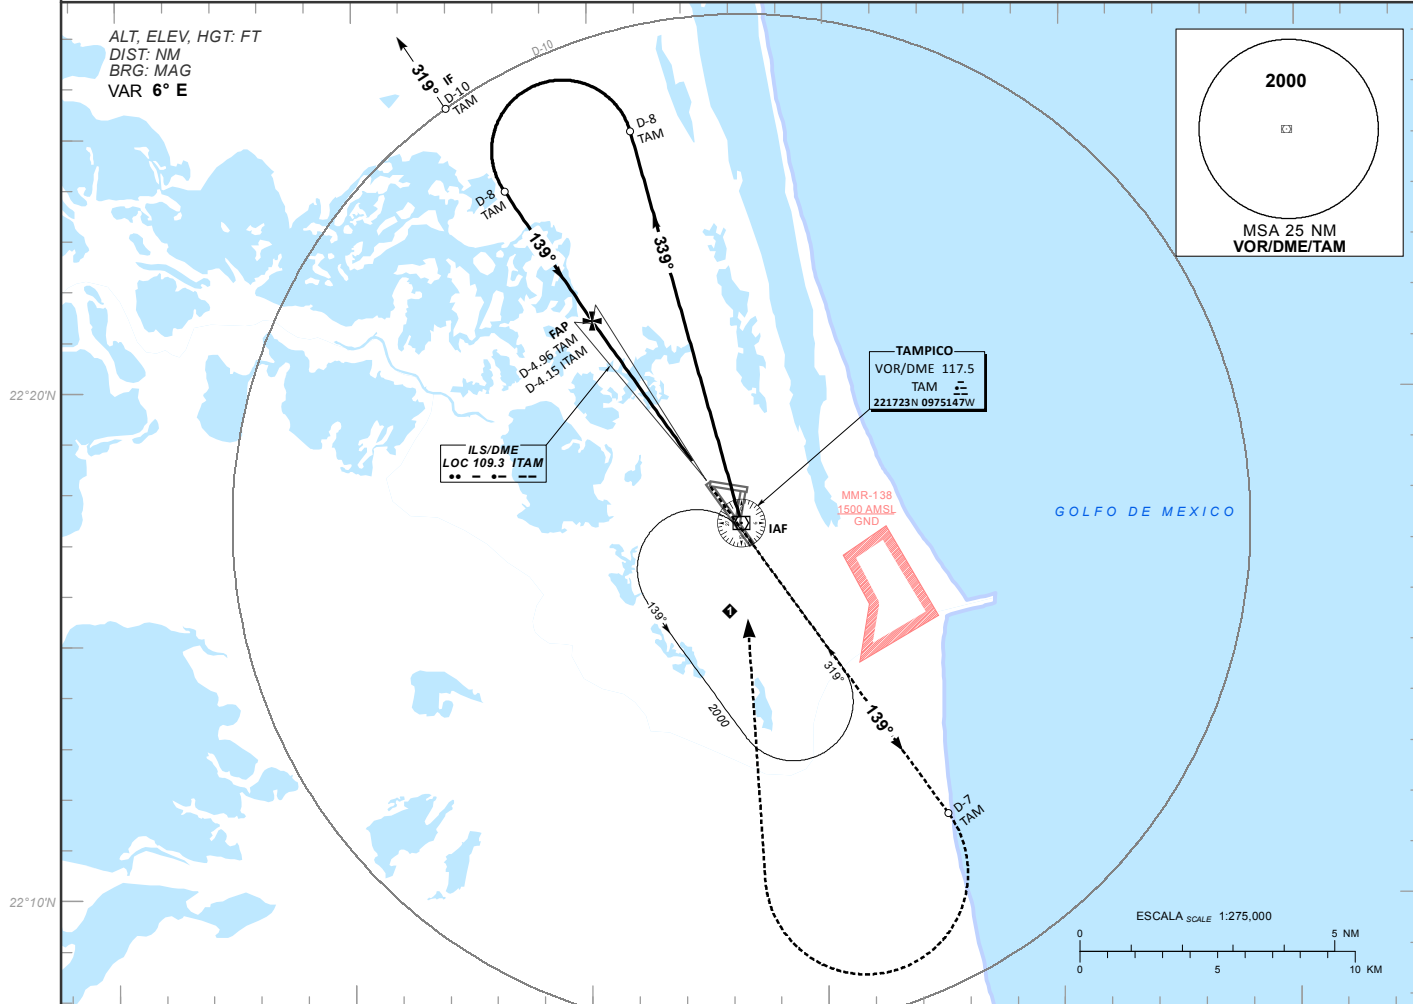 ALT, ELEV, HGT: FT
DIST: NM
BRG: MAG
VAR 6° E
319°
IF
D-10
TAM
D-10
D-8
TAM
D-8
TAM
139°
339°
2000
MSA 25 NM
VOR/DME/TAM
FAP
D-4.96 TAM
D-4.15 ITAM
TAMPICO
VOR/DME 117.5
TAM
221723N 0975147W
22°20'N
ILS/DME
LOC 109.3 ITAM
MMR-138
1500 AMSL
GND
GOLFO DE MEXICO
IAF
1
139°
319°
2000
139°
D-7
TAM
22°10'N
ESCALA SCALE 1:275,000
0 5 NM
0 5 10 KM